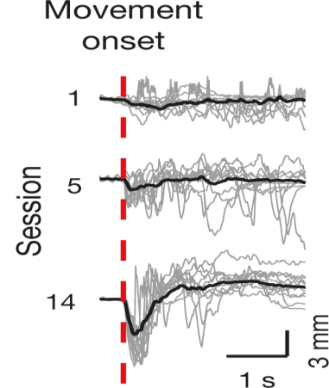 Movement
onset
1
Session
5
14
1 s
3 mm